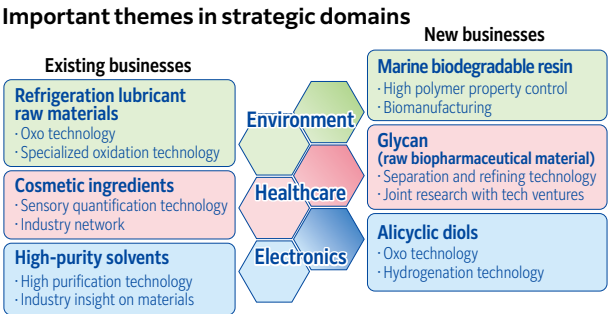 Important themes in strategic domains
Existing businesses
Refrigeration lubricant
raw materials
· Oxo technology
· Specialized oxidation technology
Cosmetic ingredients
· Sensory quantification technology
· Industry network
High-purity solvents
· High purification technology
· Industry insight on materials
Environment
Healthcare
Electronics
New businesses
Marine biodegradable resin
· High polymer property control
· Biomanufacturing
Glycan
(raw biopharmaceutical material)
· Separation and refining technology
· Joint research with tech ventures
Alicyclic diols
· Oxo technology
· Hydrogenation technology